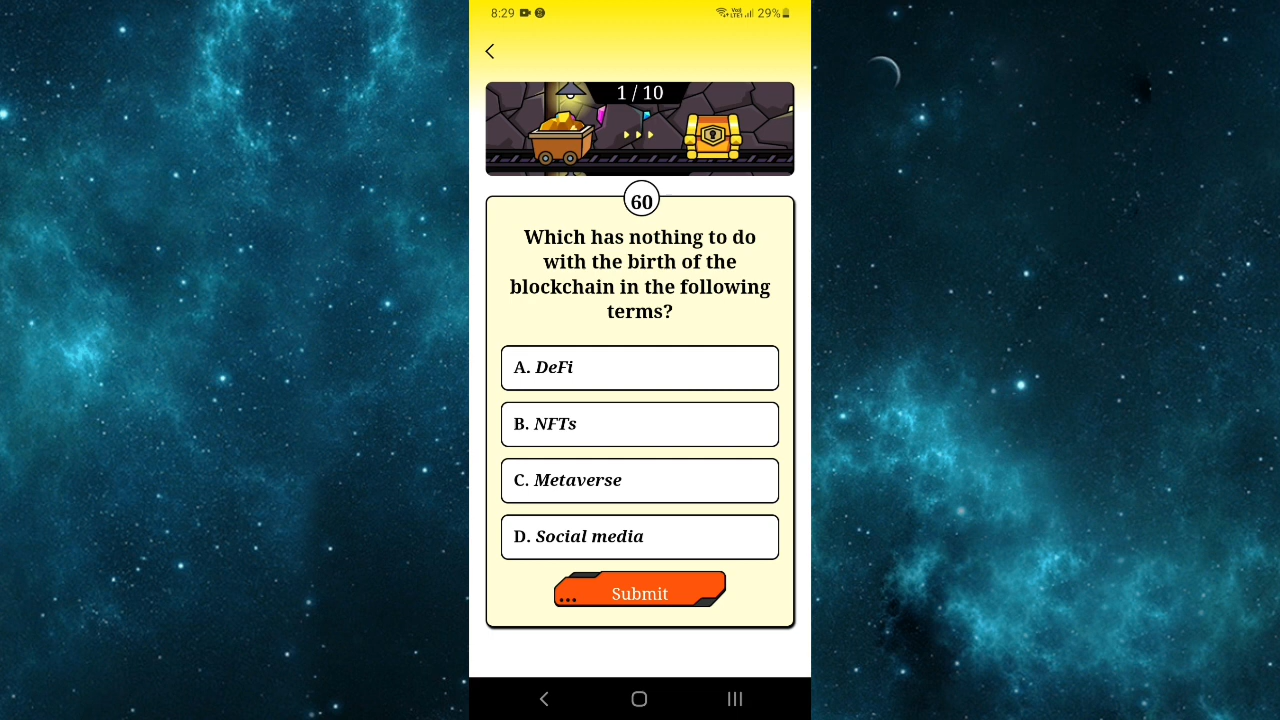 8:29
29%
1 / 10
60
Which has nothing to do
with the birth of the
blockchain in the following
terms?
A. DeFi
B. NFTs
C. Metaverse
D. Social media
Submit